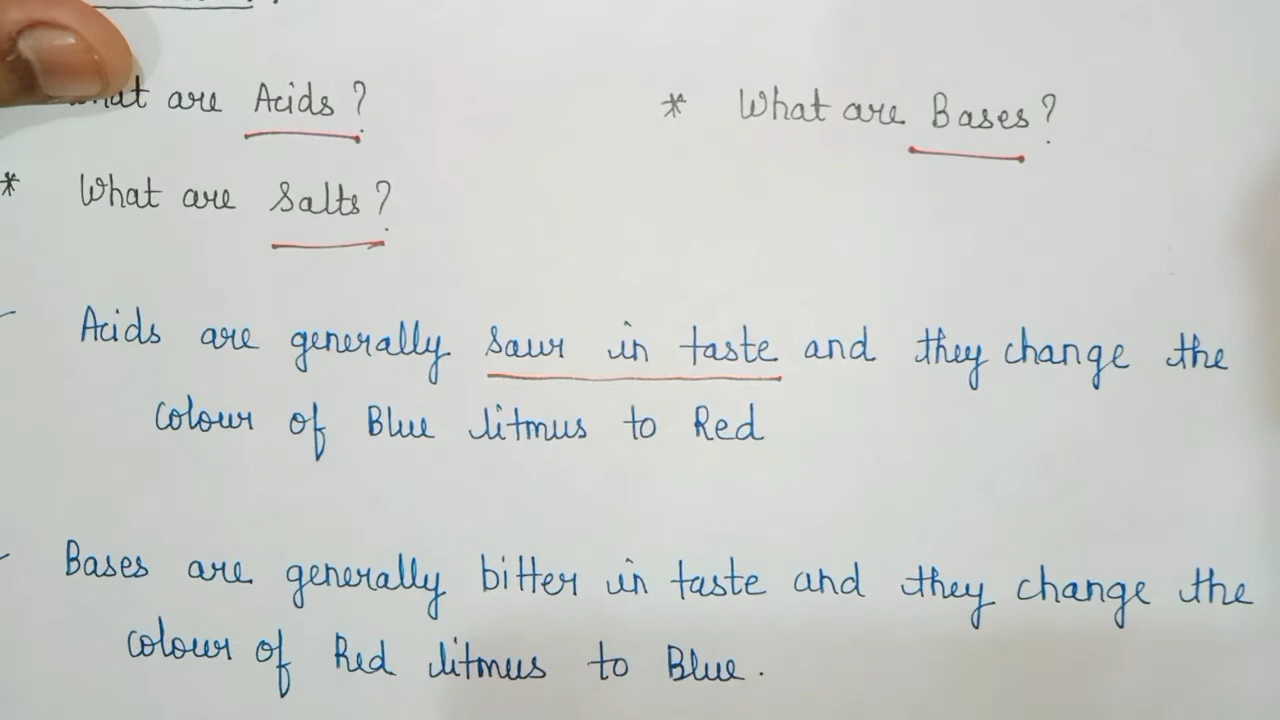 What are Acids?
* What are Bases?
* What are Salts?
Acids are generally sour in taste and they change the
colour of Blue litmus to Red
Bases are generally bitter in taste and they change the
colour of Red litmus to Blue.